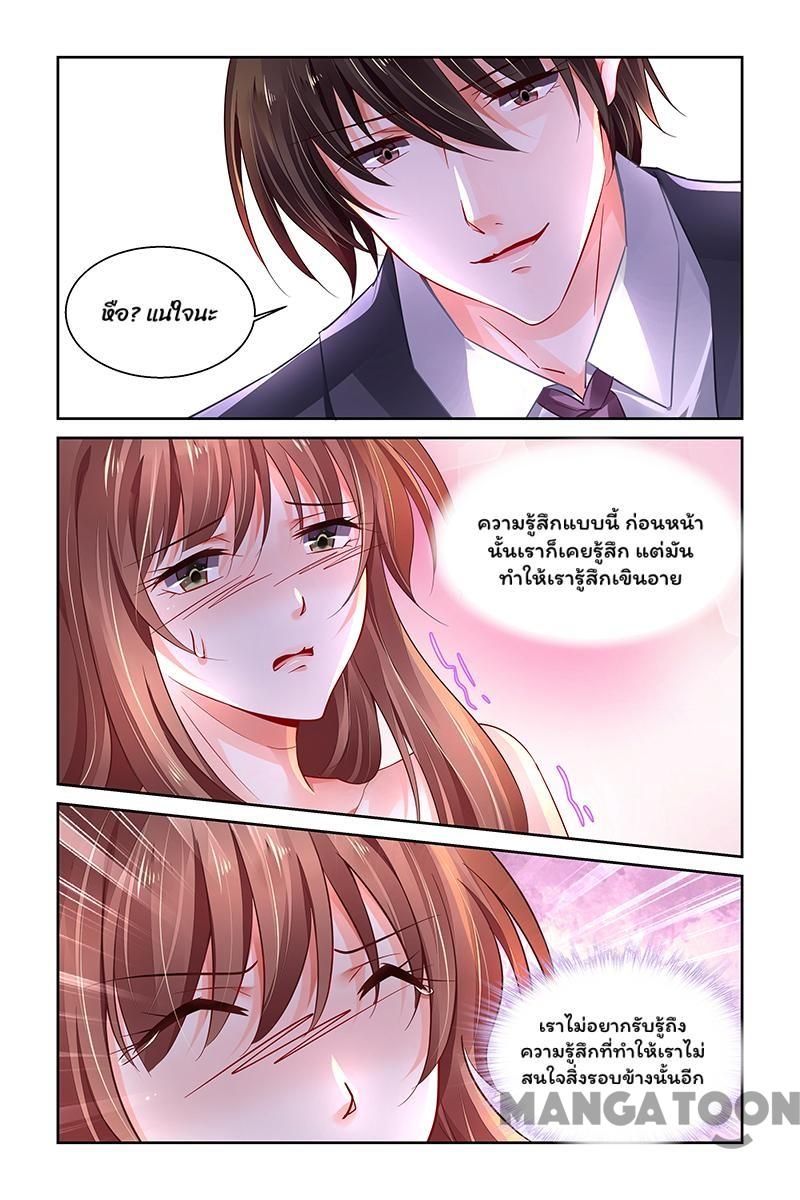 หือ? แน่ใจนะ
ความรู้สึกแบบนี้ ก่อนหน้า
นั้นเราก็เคยรู้สึก แต่มัน
ทำให้เรารู้สึกเขินอาย
เราไม่อยากรับรู้ถึง
ความรู้สึกที่ทำให้เราไม่
สนใจสิ่งรอบข้างนั้นอีก
MANGATOON